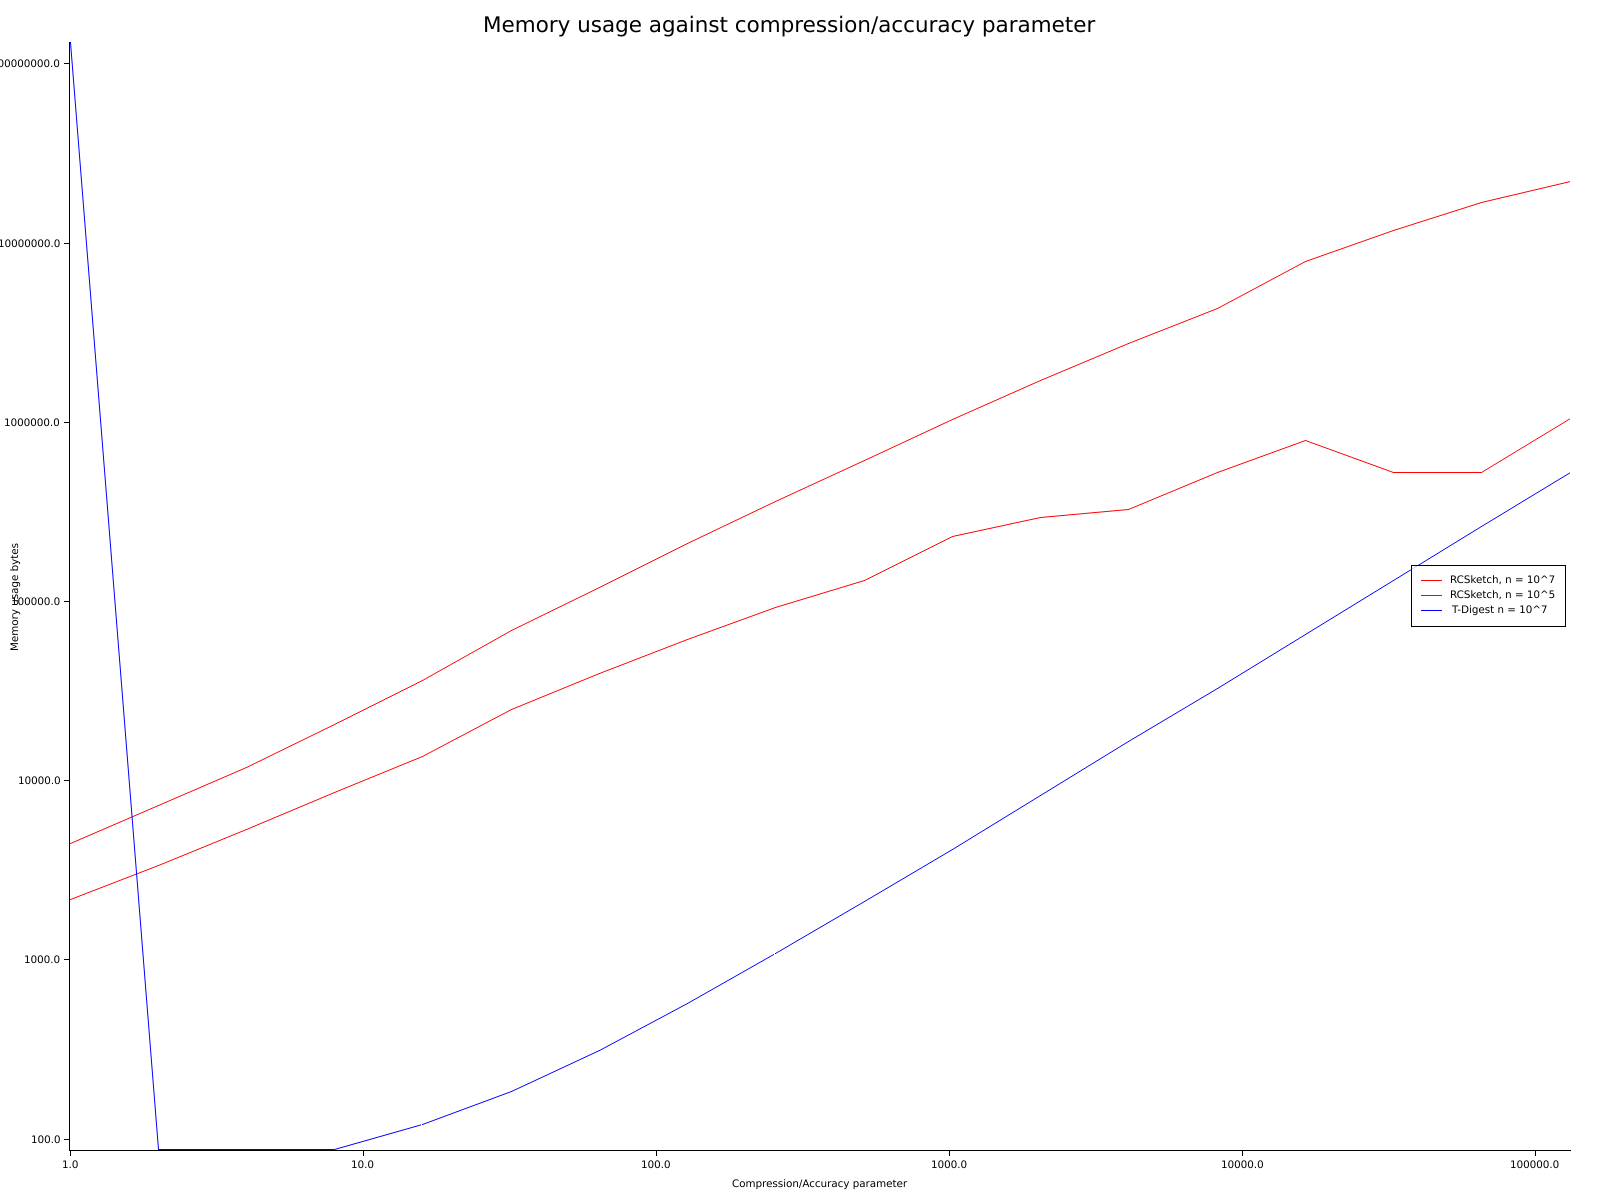 Memory usage against compression/accuracy parameter
00000000.0
10000000.0
1000000.0
100000.0
10000.0
1000.0
100.0
Memory usage bytes
RCSketch, n = 10^7
RCSketch, n = 10^5
T-Digest n = 10^7
1.0 10.0 100.0 1000.0 10000.0 100000.0
Compression/Accuracy parameter